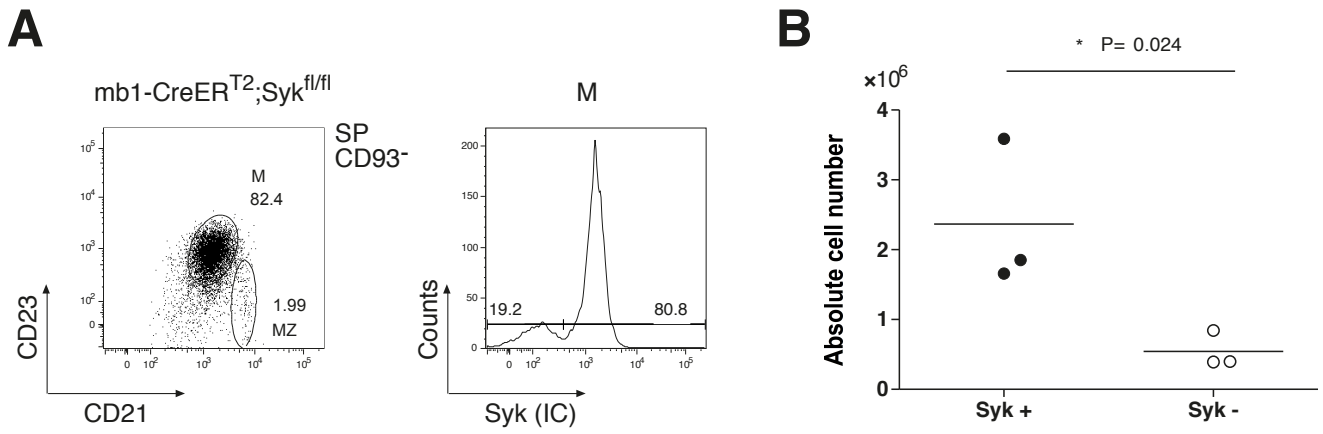 A
mb1-CreER^T2;Syk^fl/fl
SP
CD93-
M
82.4
1.99
MZ
10^5
10^4
10^3
10^2
0
0
10^2
10^3
10^4
10^5
CD23
CD21
M
200
150
100
50
0
19.2
80.8
0
10^2
10^3
10^4
10^5
Counts
Syk (IC)
B
* P= 0.024
×10^6
4
3
2
1
0
Absolute cell number
Syk +
Syk -